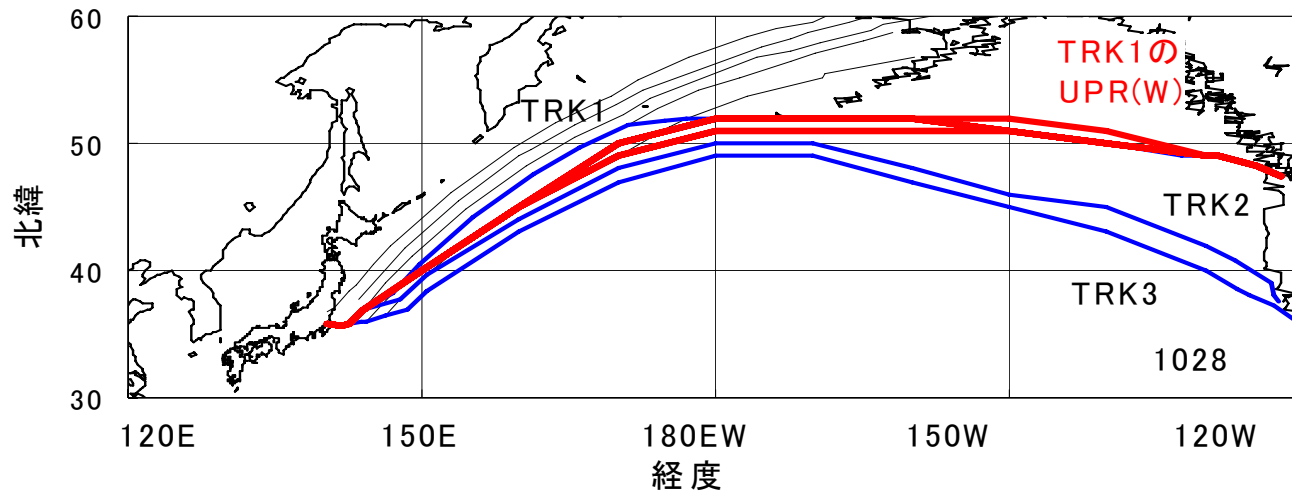 60
TRK1の
UPR(W)
TRK1
50
北緯
TRK2
40
TRK3
1028
30
120E
150E
180EW
150W
120W
経度